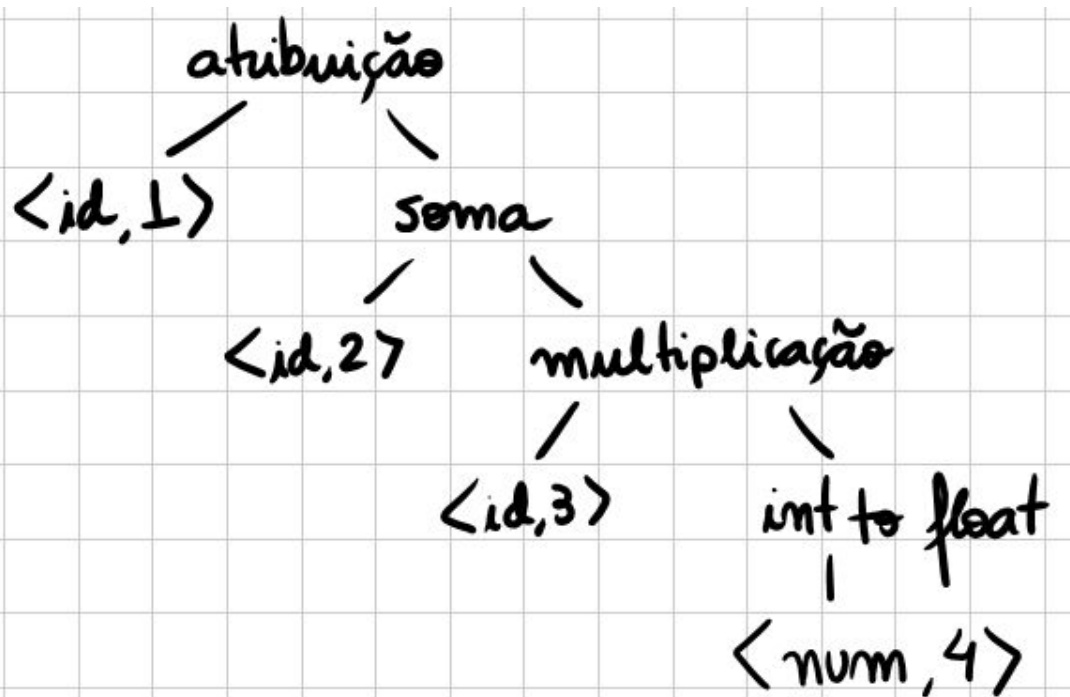 atribuição
<id,1>
soma
<id,2>
multiplicação
<id,3>
int to float
<num,4>